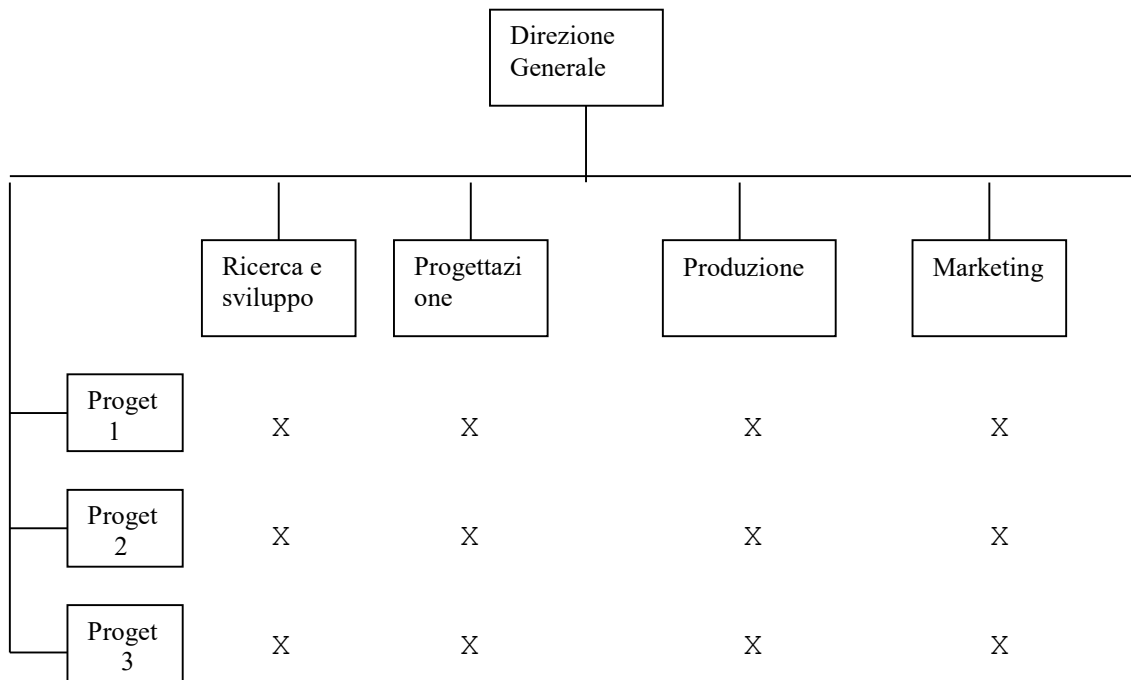 Direzione
Generale
Ricerca e
sviluppo
Progettazi
one
Produzione
Marketing
Proget
1
X X X X
Proget
2
X X X X
Proget
3
X X X X